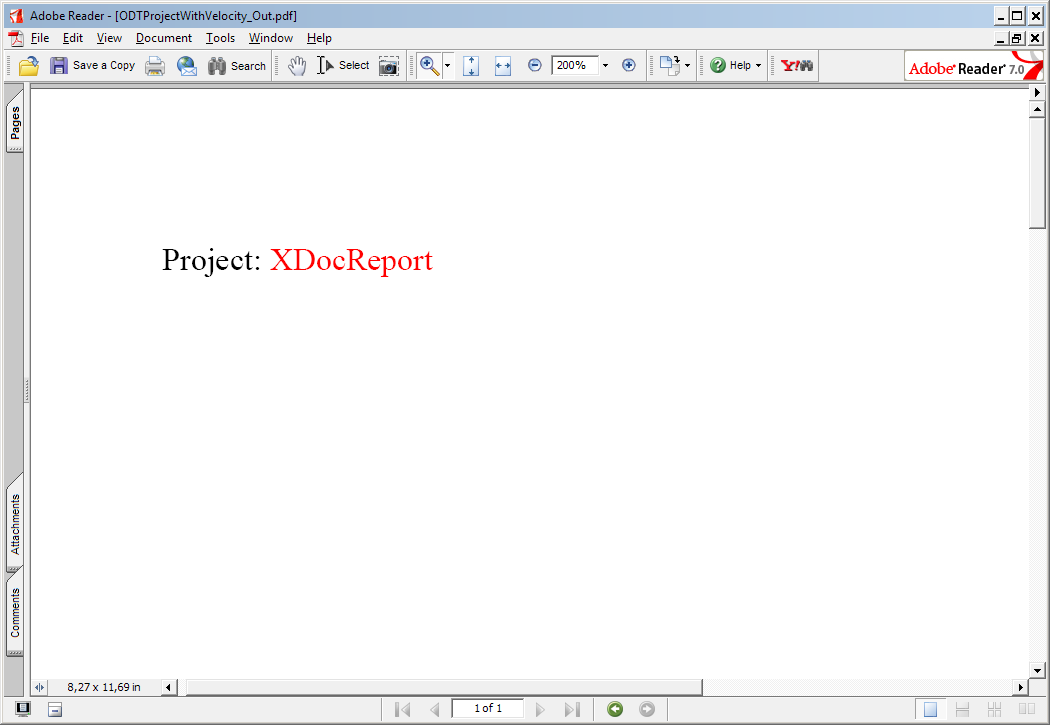 Adobe Reader - [ODTProjectWithVelocity_Out.pdf]
File Edit View Document Tools Window Help
Save a Copy Search Select 200% Help Y! Adobe Reader 7.0
Pages
Project: XDocReport
Attachments
Comments
8,27 x 11,69 in
1 of 1